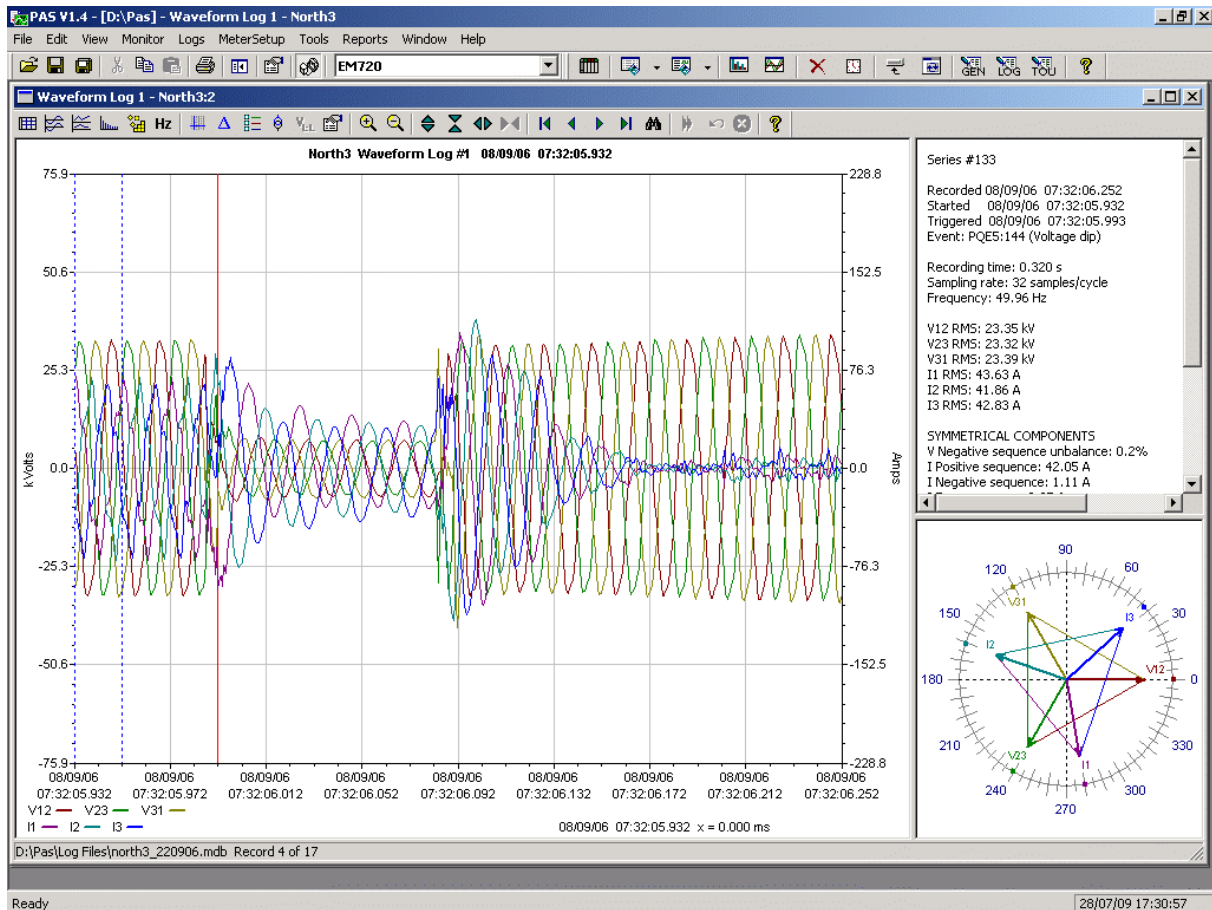 PAS V1.4 - [D:\Pas] - Waveform Log 1 - North3
File Edit View Monitor Logs MeterSetup Tools Reports Window Help
EM720
GEN LOG TOU
Waveform Log 1 - North3:2
Hz
North3 Waveform Log #1 08/09/06 07:32:05.932
75.9 228.8
50.6 152.5
25.3 76.3
0.0 0.0
-25.3 -76.3
-50.6 -152.5
-75.9 -228.8
kVolts
Amps
08/09/06 08/09/06 08/09/06 08/09/06 08/09/06 08/09/06 08/09/06 08/09/06 08/09/06
07:32:05.932 07:32:05.972 07:32:06.012 07:32:06.052 07:32:06.092 07:32:06.132 07:32:06.172 07:32:06.212 07:32:06.252
V12 V23 V31
I1 I2 I3
08/09/06 07:32:05.932 x = 0.000 ms
Series #133
Recorded 08/09/06 07:32:06.252
Started 08/09/06 07:32:05.932
Triggered 08/09/06 07:32:05.993
Event: PQE5:144 (Voltage dip)
Recording time: 0.320 s
Sampling rate: 32 samples/cycle
Frequency: 49.96 Hz
V12 RMS: 23.35 kV
V23 RMS: 23.32 kV
V31 RMS: 23.39 kV
I1 RMS: 43.63 A
I2 RMS: 41.86 A
I3 RMS: 42.83 A
SYMMETRICAL COMPONENTS
V Negative sequence unbalance: 0.2%
I Positive sequence: 42.05 A
I Negative sequence: 1.11 A
90
120 60
150 30
180 0
210 330
240 300
270
V31
I3
I2
V12
V23
I1
D:\Pas\Log Files\north3_220906.mdb Record 4 of 17
Ready
28/07/09 17:30:57